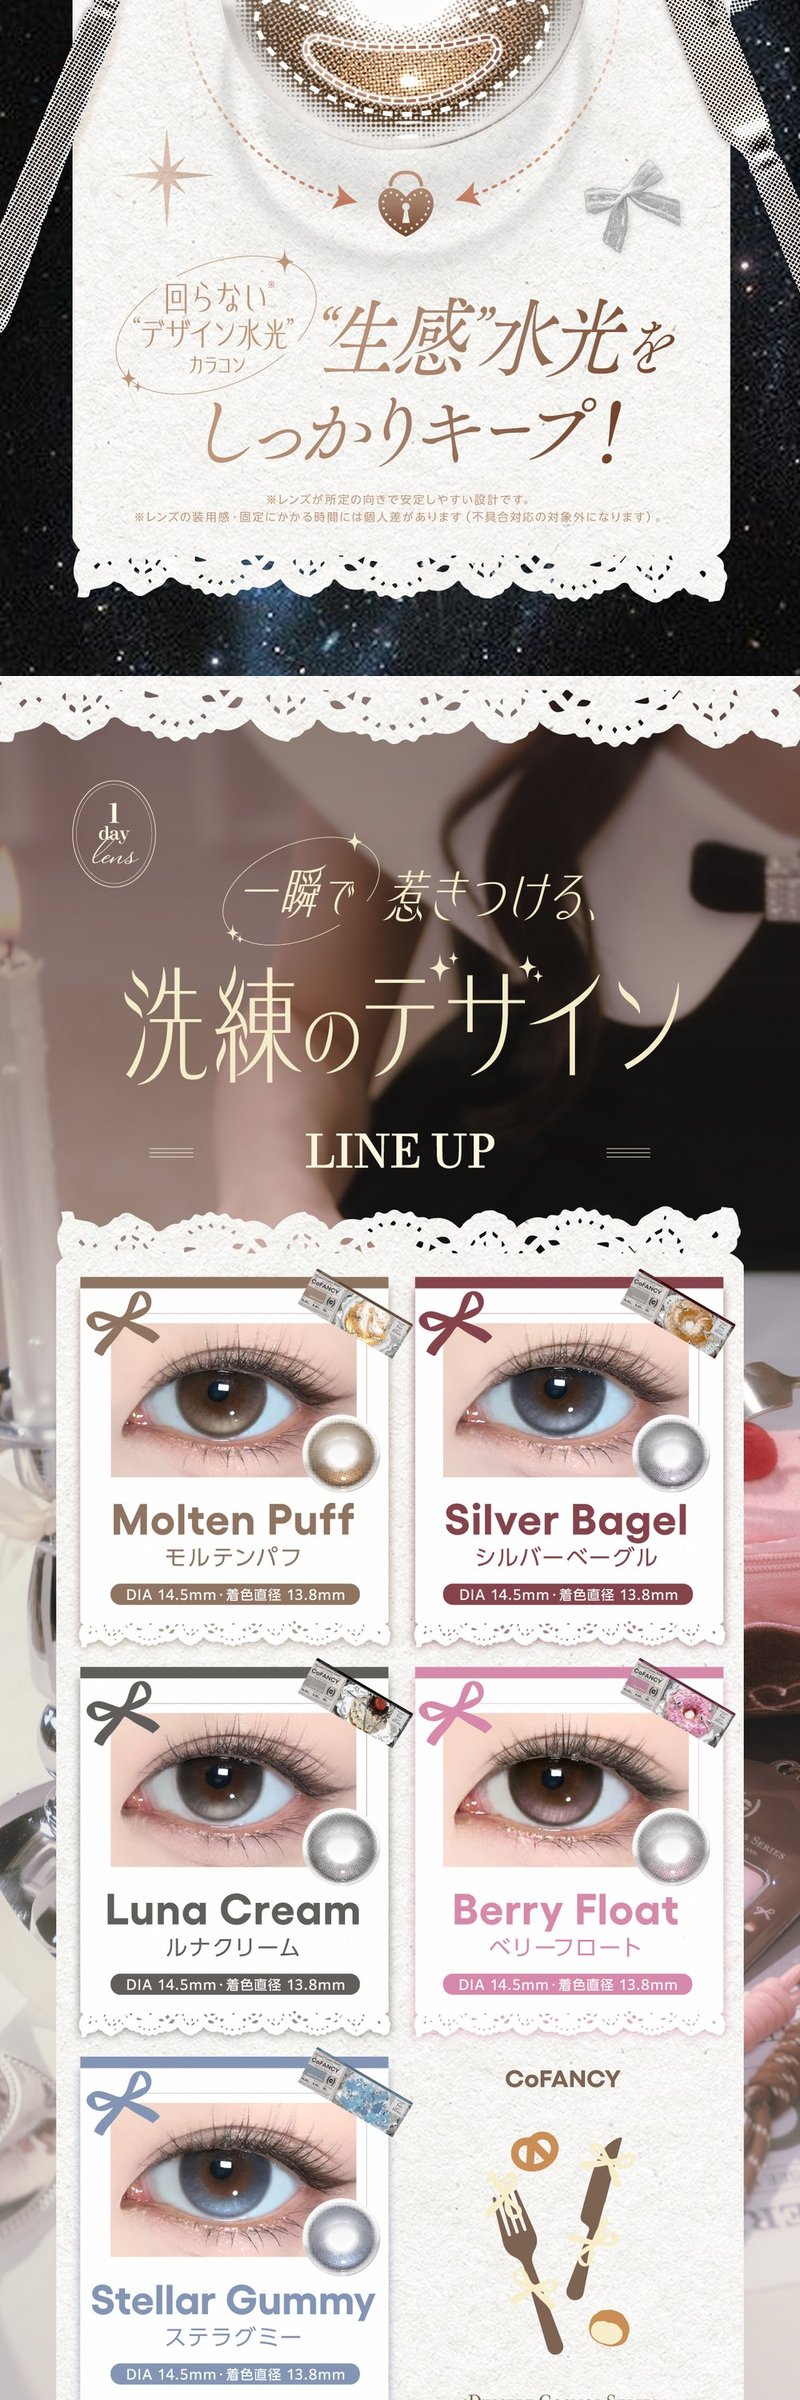 回らない※
“デザイン水光”
カラコン
“生感”水光を
しっかりキープ！
※レンズが所定の向きで安定しやすい設計です。
※レンズの装用感・固定にかかる時間には個人差があります（不具合対応の対象外になります）。
1
day
lens
一瞬で惹きつける、
洗練のデザイン
LINE UP
CoFANCY
Molten Puff
モルテンパフ
DIA 14.5mm・着色直径 13.8mm
CoFANCY
Silver Bagel
シルバーベーグル
DIA 14.5mm・着色直径 13.8mm
CoFANCY
Luna Cream
ルナクリーム
DIA 14.5mm・着色直径 13.8mm
CoFANCY
Berry Float
ベリーフロート
DIA 14.5mm・着色直径 13.8mm
CoFANCY
Stellar Gummy
ステラグミー
DIA 14.5mm・着色直径 13.8mm
CoFANCY